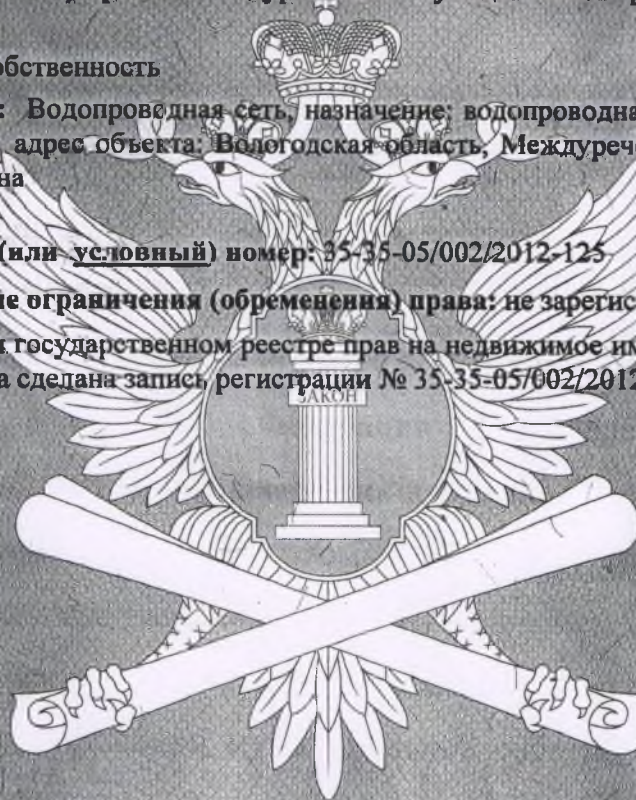 обственность
: Водопроводная сеть, назначение: водопроводна
адрес объекта: Вологодская область, Междуреч
на
(или условный) номер: 35-35-05/002/2012-125
е ограничения (обременения) права: не зарегис
государственном реестре прав на недвижимое им
а сделана запись регистрации № 35-35-05/002/2012
ЗАКОН